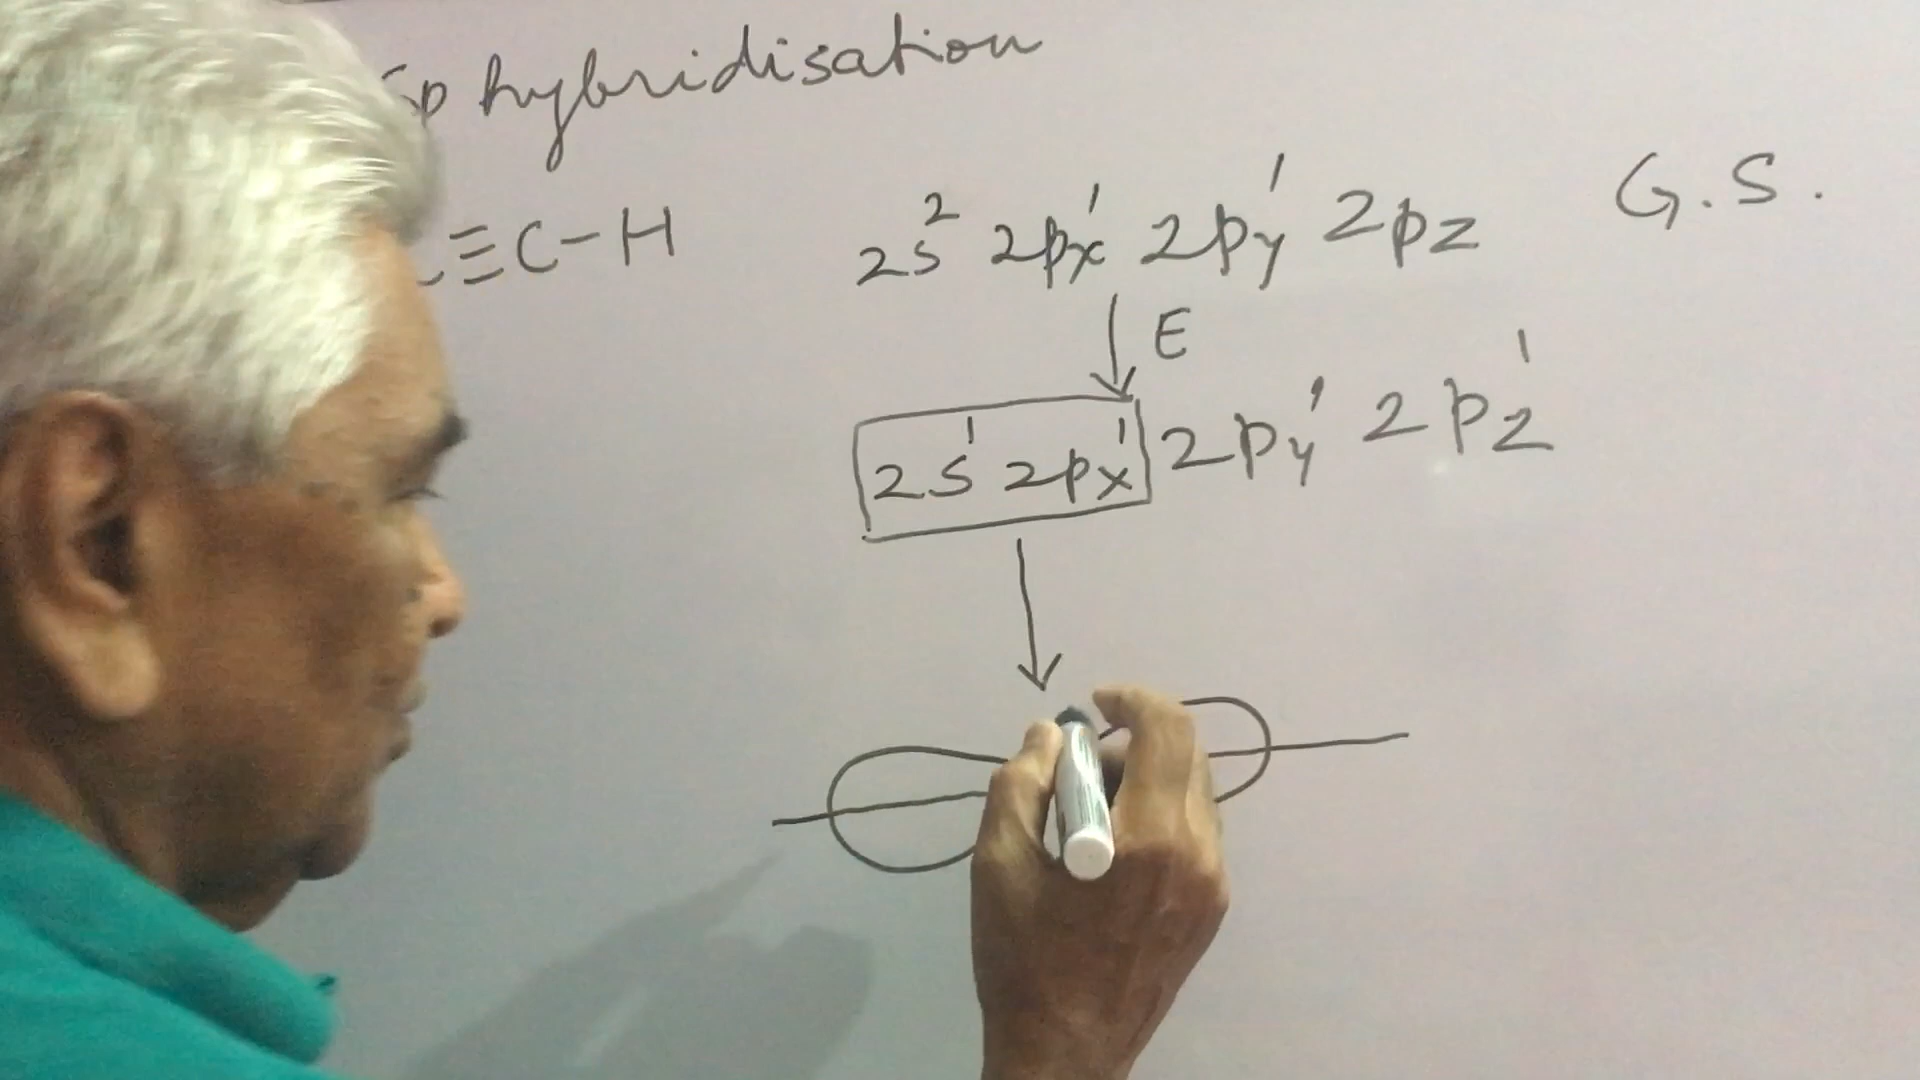 sp hybridisation
≡C-H 2s² 2px¹ 2py¹ 2pz G.S.
E
2s¹ 2px¹ 2py¹ 2pz¹